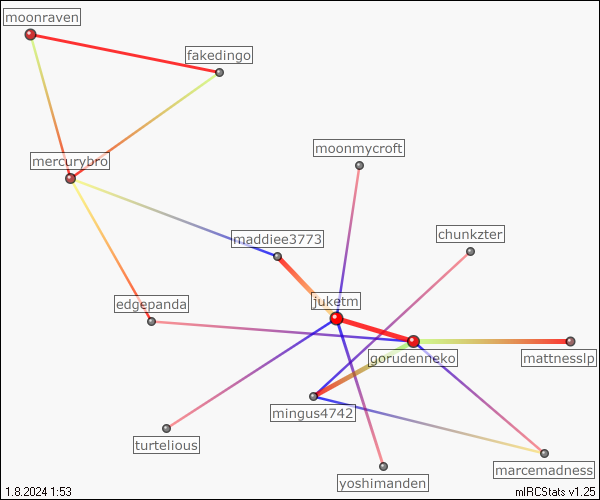 moonraven
fakedingo
mercurybro
moonmycroft
chunkzter
maddiee3773
edgepanda
juketm
gorudenneko
mattnesslp
mingus4742
turtelious
marcemadness
yoshimanden
1.8.2024 1:53
mIRCStats v1.25